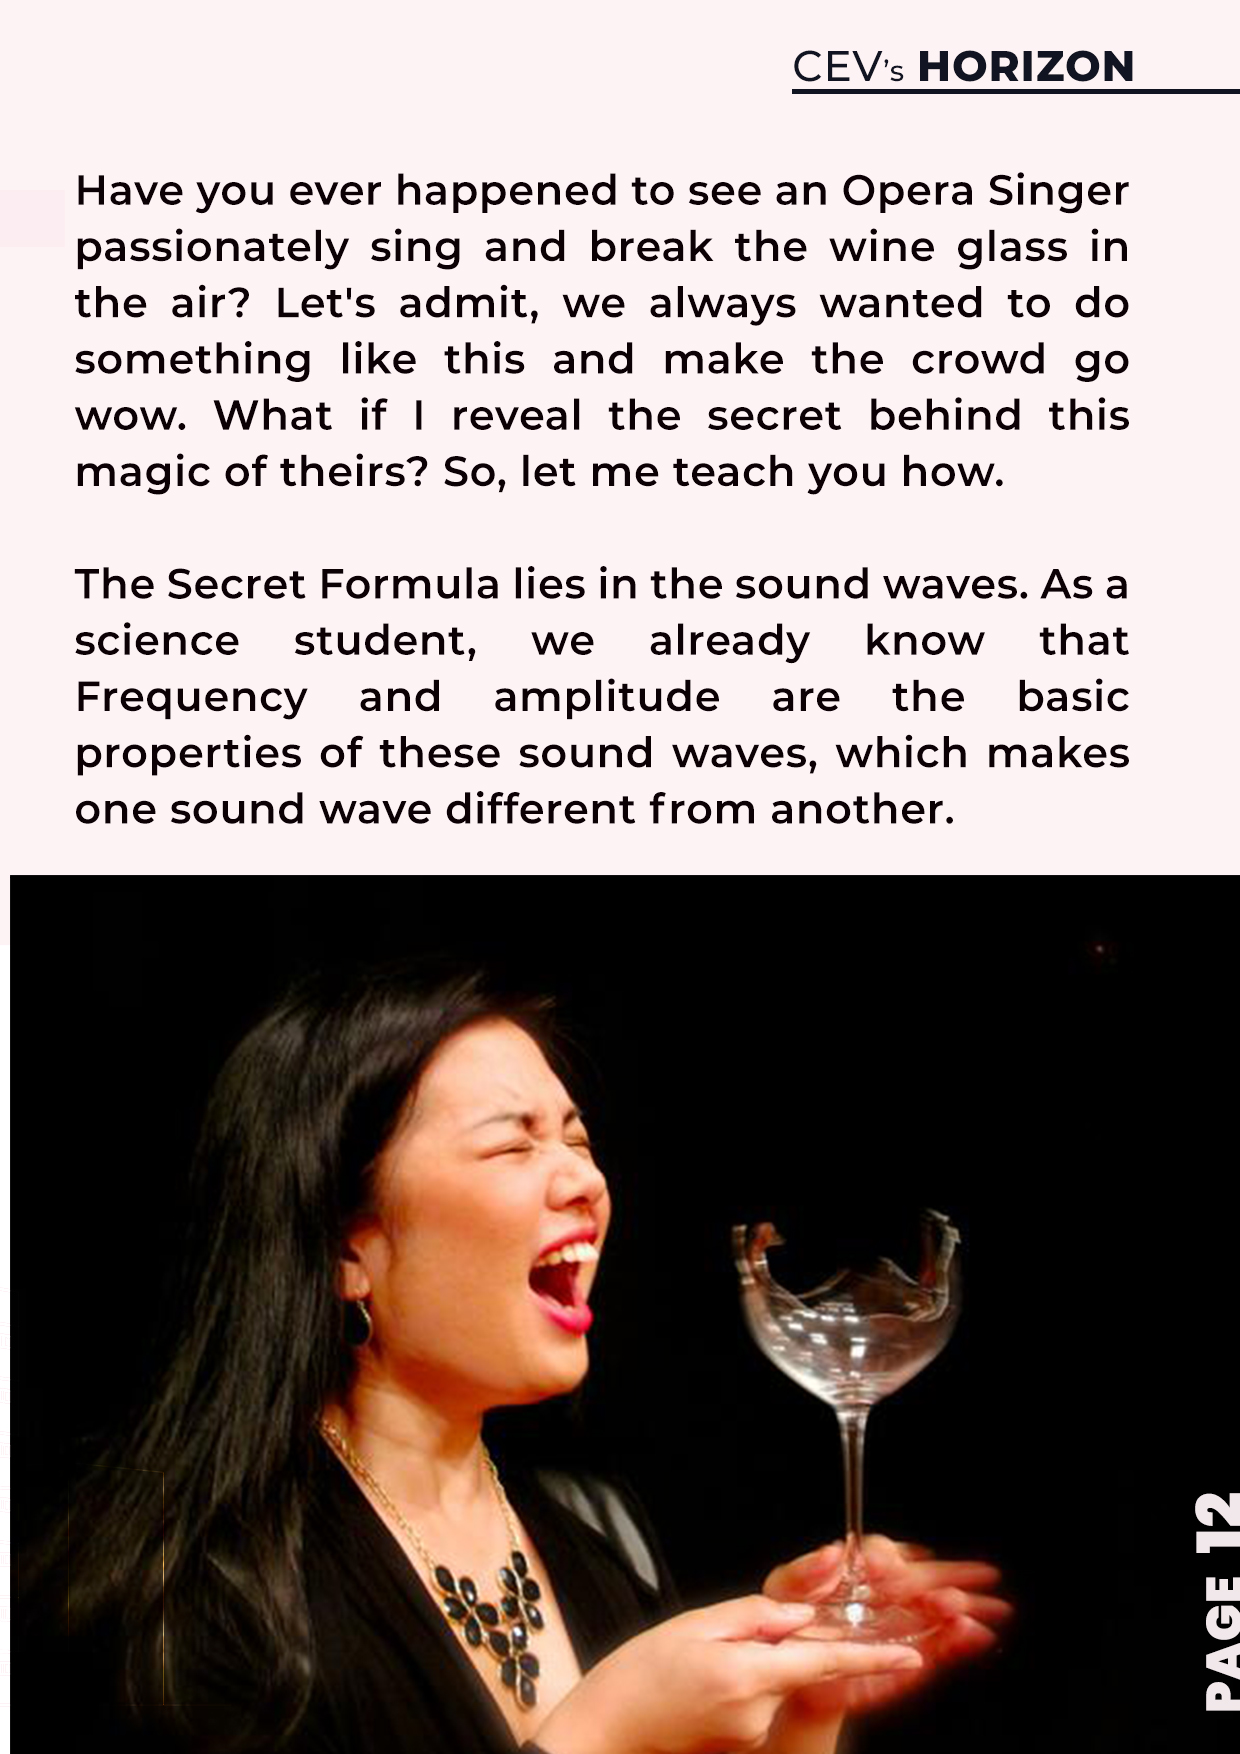 CEV's HORIZON
Have you ever happened to see an Opera Singer
passionately sing and break the wine glass in
the air? Let's admit, we always wanted to do
something like this and make the crowd go
wow. What if I reveal the secret behind this
magic of theirs? So, let me teach you how.
The Secret Formula lies in the sound waves. As a
science student, we already know that
Frequency and amplitude are the basic
properties of these sound waves, which makes
one sound wave different from another.
PAGE 12